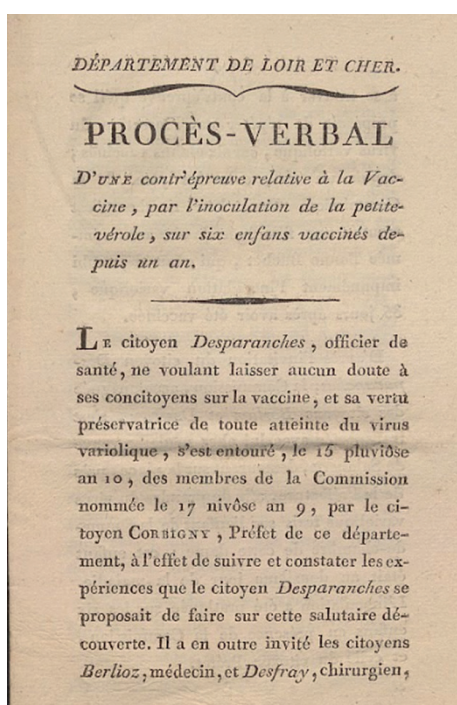 DÉPARTEMENT DE LOIR ET CHER.
PROCÈS-VERBAL
D'UNE contr'épreuve relative à la Vac-
cine, par l'inoculation de la petite-
vérole, sur six enfans vaccinés de-
puis un an.
LE citoyen Desparanches, officier de
santé, ne voulant laisser aucun doute à
ses concitoyens sur la vaccine, et sa vertu
préservatrice de toute atteinte du virus
variolique, s'est entouré, le 15 pluviôse
an 10, des membres de la Commission
nommée le 17 nivôse an 9, par le ci-
toyen CORBIGNY, Préfet de ce départe-
ment, à l'effet de suivre et constater les ex-
périences que le citoyen Desparanches se
proposait de faire sur cette salutaire dé-
couverte. Il a en outre invité les citoyens
Berlioz, médecin, et Desfray, chirurgien,